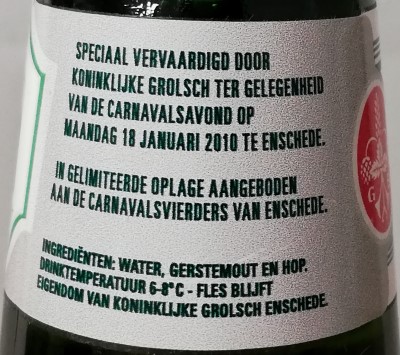 SPECIAAL VERVAARDIGD DOOR
KONINKLIJKE GROLSCH TER GELEGENHEID
VAN DE CARNAVALSAVOND OP
MAANDAG 18 JANUARI 2010 TE ENSCHEDE.
IN GELIMITEERDE OPLAGE AANGEBODEN
AAN DE CARNAVALSVIERDERS VAN ENSCHEDE.
INGREDIËNTEN: WATER, GERSTEMOUT EN HOP.
DRINKTEMPERATUUR 6-8°C - FLES BLIJFT
EIGENDOM VAN KONINKLIJKE GROLSCH ENSCHEDE.
G